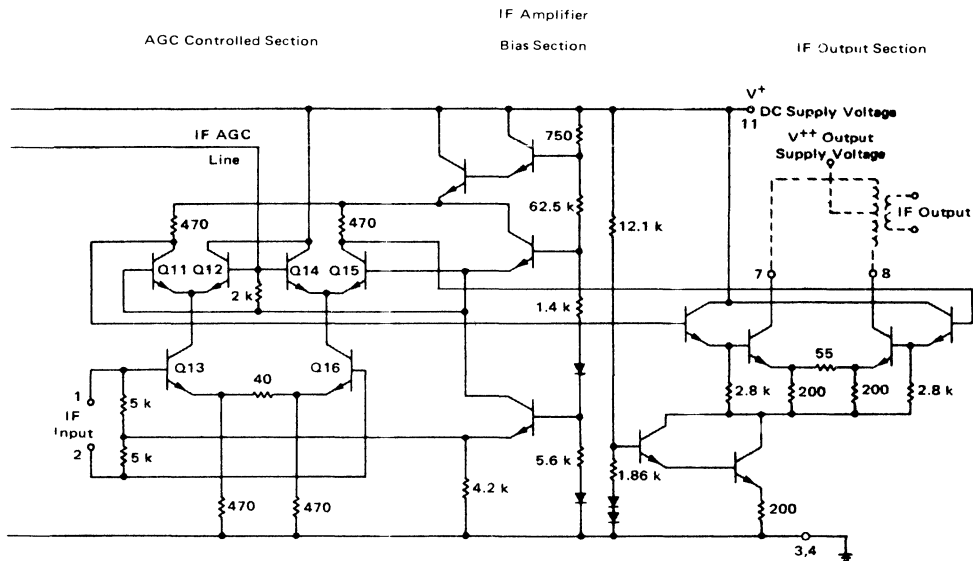 IF Amplifier
AGC Controlled Section
Bias Section
IF Output Section
V+
DC Supply Voltage
11
V++ Output
Supply Voltage
IF AGC
Line
750
62.5 k
12.1 k
IF Output
470
470
Q11
Q12
Q14
Q15
2 k
7
8
1.4 k
Q13
Q16
40
55
1
IF
Input
2
5 k
5 k
2.8 k
200
200
2.8 k
5.6 k
1.86 k
4.2 k
470
470
200
3,4